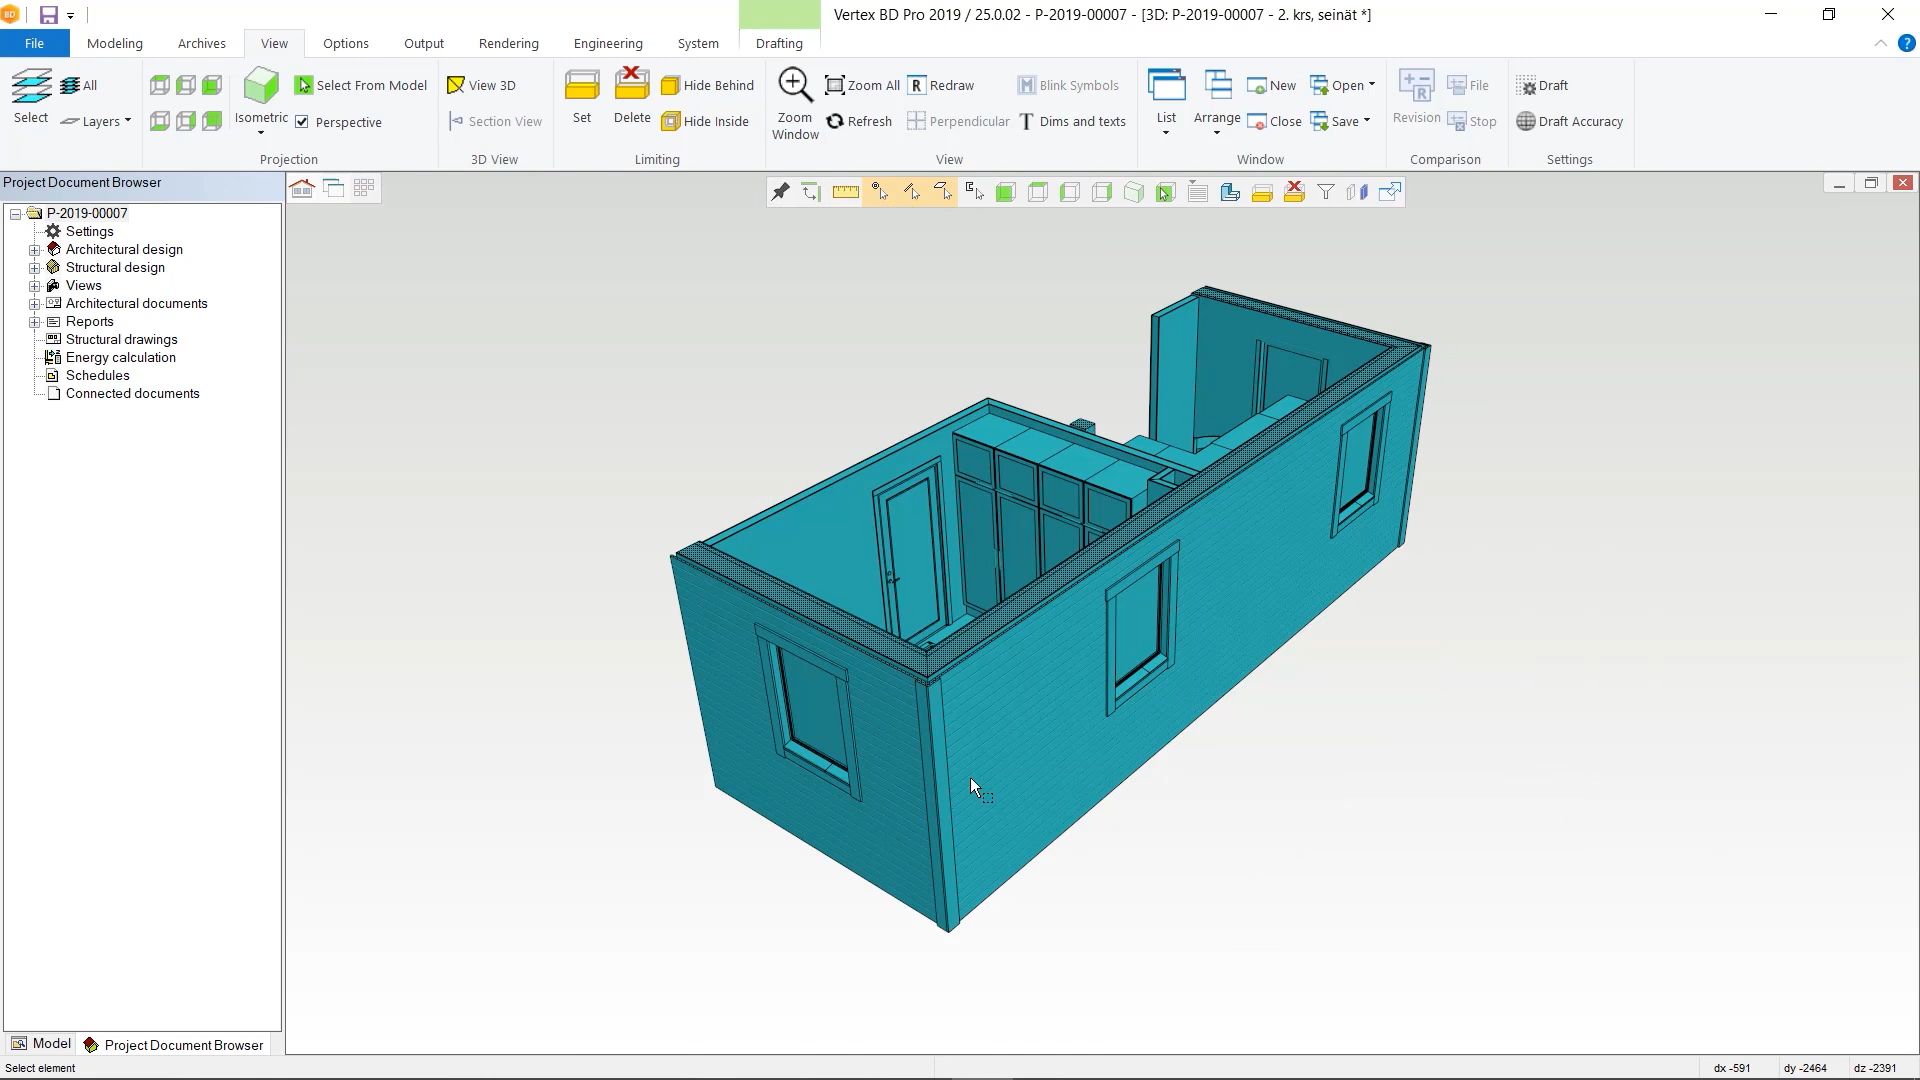 BD
Vertex BD Pro 2019 / 25.0.02 - P-2019-00007 - [3D: P-2019-00007 - 2. krs, seinät *]
File
Modeling
Archives
View
Options
Output
Rendering
Engineering
System
Drafting
Select
All
Layers
Isometric
Select From Model
Perspective
Projection
View 3D
Section View
3D View
Set
Delete
Hide Behind
Hide Inside
Limiting
Zoom
Window
Zoom All
Refresh
R Redraw
Perpendicular
Blink Symbols
Dims and texts
View
List
Arrange
New
Close
Open
Save
Window
Revision
File
Stop
Comparison
Draft
Draft Accuracy
Settings
Project Document Browser
P-2019-00007
Settings
Architectural design
Structural design
Views
Architectural documents
Reports
Structural drawings
Energy calculation
Schedules
Connected documents
Model
Project Document Browser
Select element
dx -591
dy -2464
dz -2391